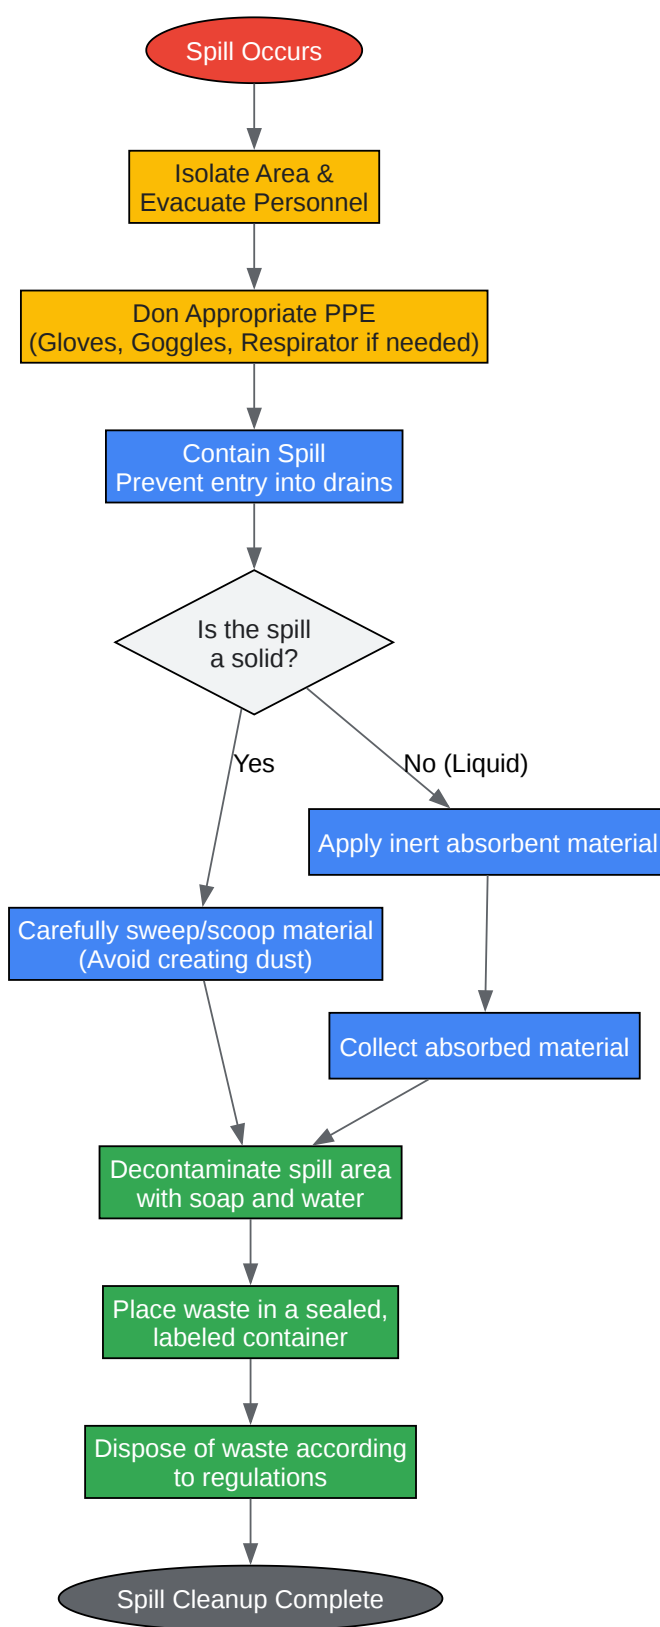 Spill Occurs
Isolate Area &
Evacuate Personnel
Don Appropriate PPE
(Gloves, Goggles, Respirator if needed)
Contain Spill
Prevent entry into drains
Is the spill
a solid?
Yes
No (Liquid)
Apply inert absorbent material
Carefully sweep/scoop material
(Avoid creating dust)
Collect absorbed material
Decontaminate spill area
with soap and water
Place waste in a sealed,
labeled container
Dispose of waste according
to regulations
Spill Cleanup Complete